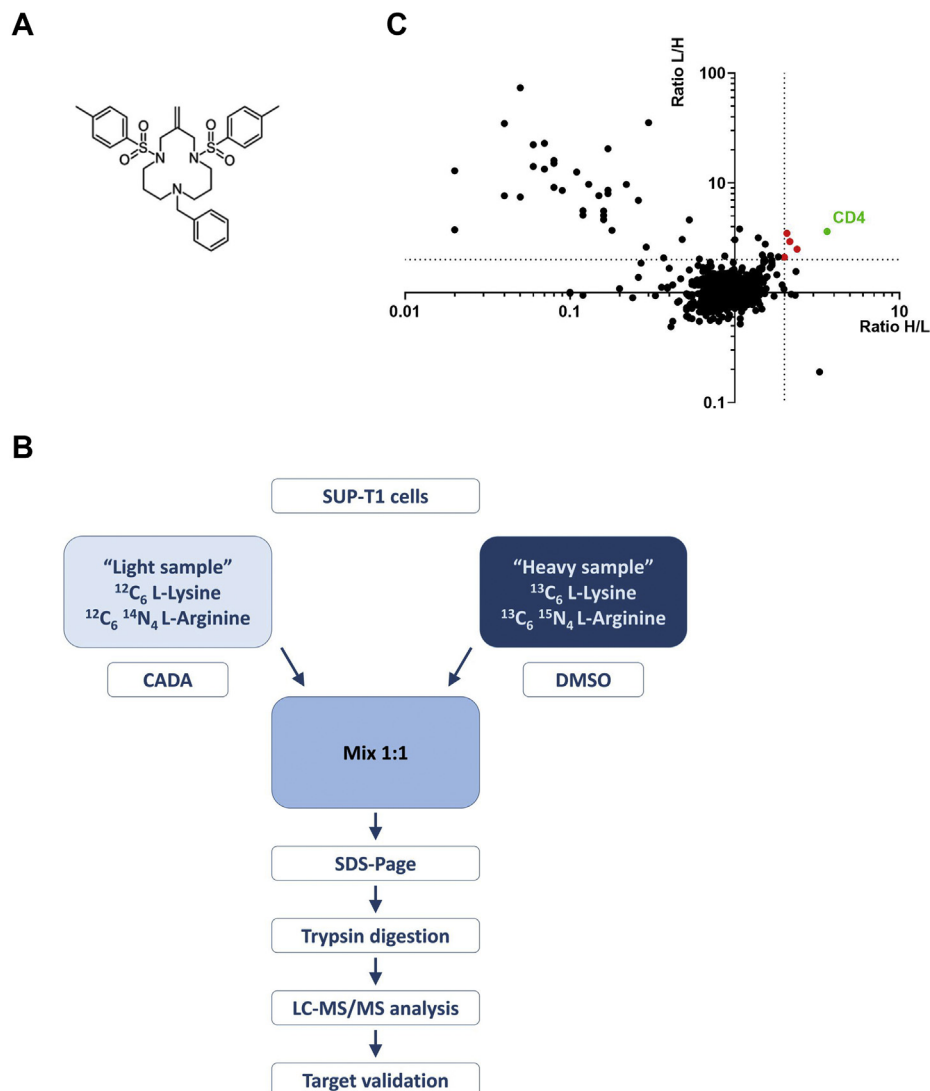 A
O
S
O
N
N
O
S
O
N
C
Ratio L/H
100
10
0.1
0.01
0.1
10
Ratio H/L
CD4
B
SUP-T1 cells
“Light sample”
¹²C₆ L-Lysine
¹²C₆ ¹⁴N₄ L-Arginine
“Heavy sample”
¹³C₆ L-Lysine
¹³C₆ ¹⁵N₄ L-Arginine
CADA
DMSO
Mix 1:1
SDS-Page
Trypsin digestion
LC-MS/MS analysis
Target validation